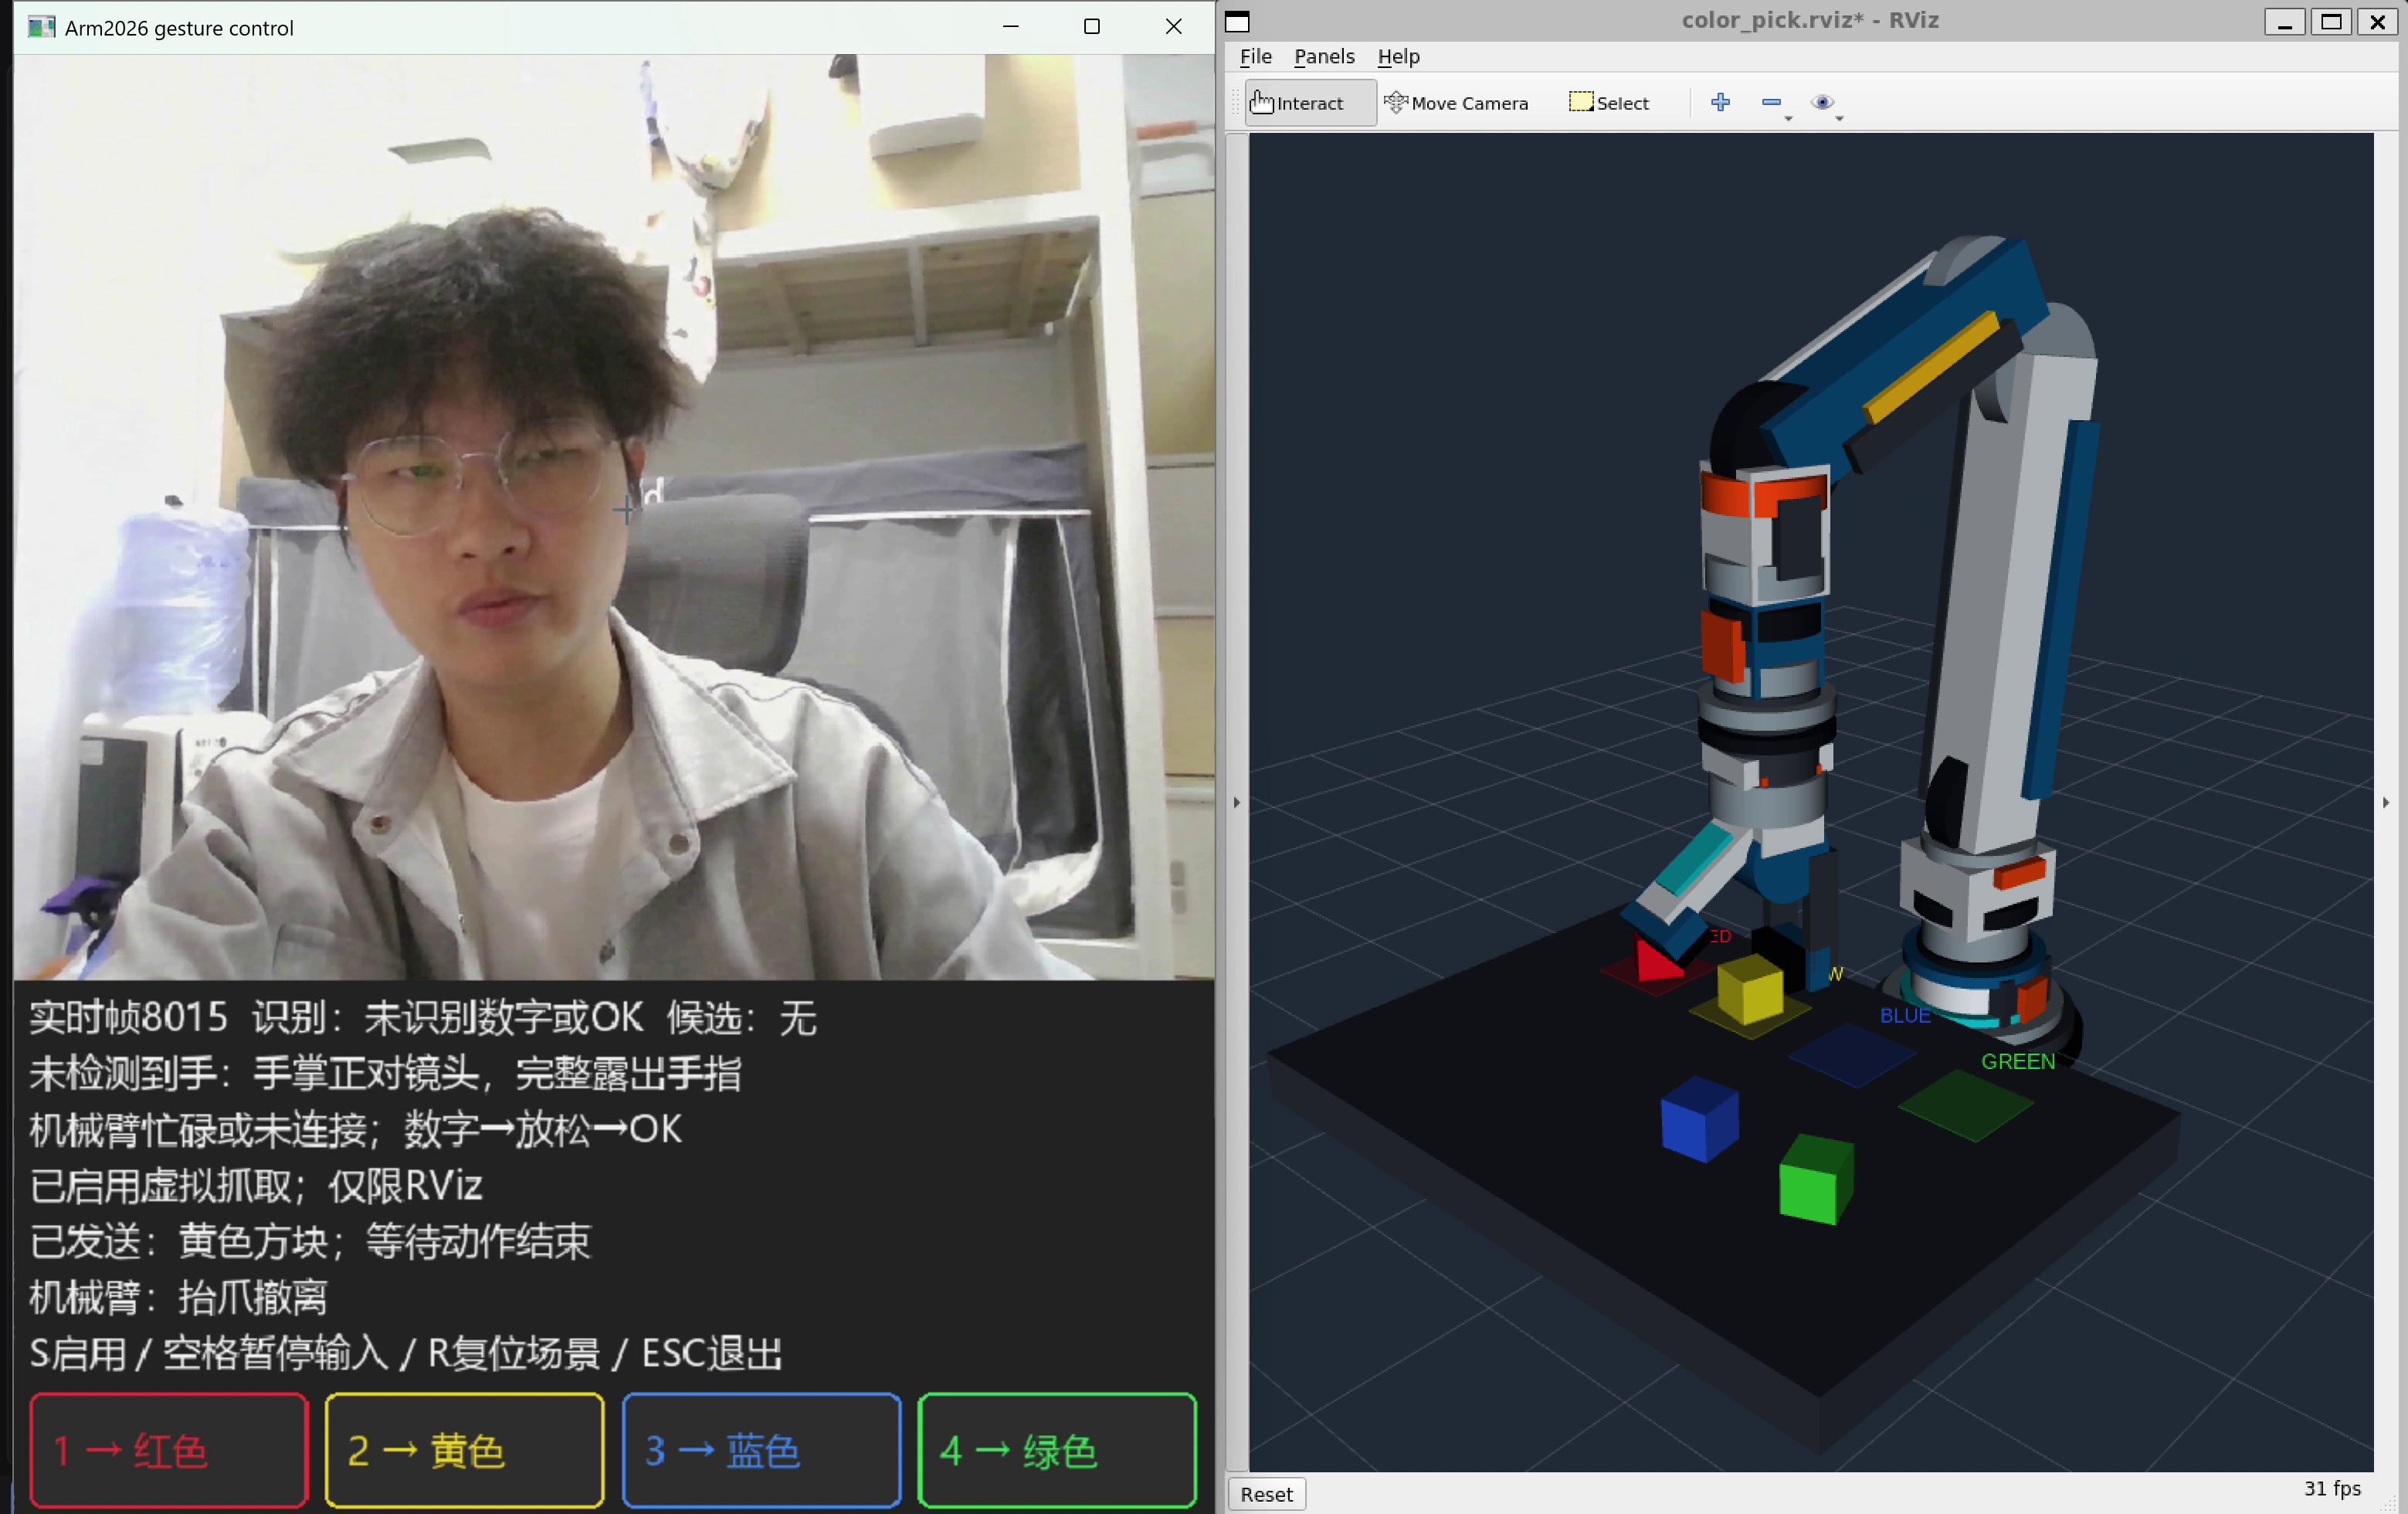 Arm2026 gesture control
实时帧8015 识别：未识别数字或OK 候选：无
未检测到手：手掌正对镜头，完整露出手指
机械臂忙碌或未连接；数字→放松→OK
已启用虚拟抓取；仅限RViz
已发送：黄色方块；等待动作结束
机械臂：抬爪撤离
S启用 / 空格暂停输入 / R复位场景 / ESC退出
1 → 红色
2 → 黄色
3 → 蓝色
4 → 绿色
color_pick.rviz* - RViz
File Panels Help
Interact Move Camera Select
ED
W
BLUE
GREEN
Reset
31 fps